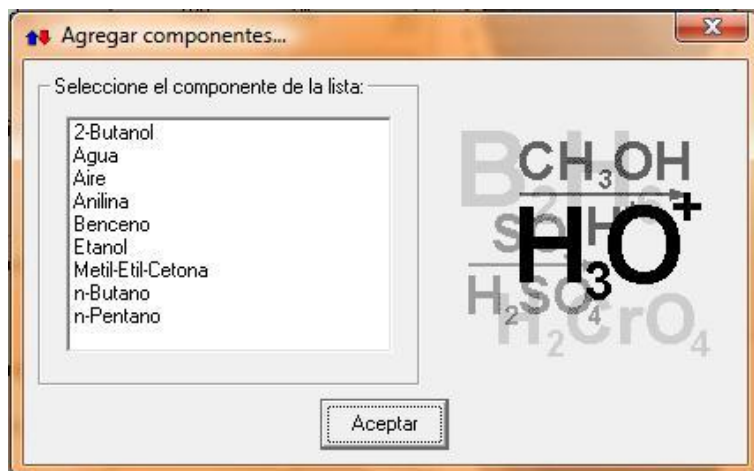 Agregar componentes...
Seleccione el componente de la lista:
2-Butanol
Agua
Aire
Anilina
Benceno
Etanol
Metil-Etil-Cetona
n-Butano
n-Pentano
CH3OH
H3O+
H2SO4
H2CrO4
Aceptar